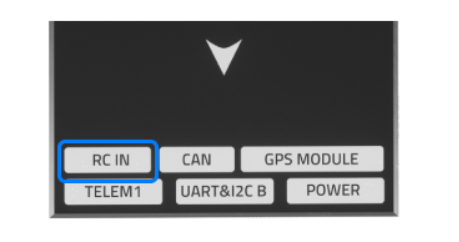 RC IN CAN GPS MODULE
TELEM1 UART&I2C B POWER